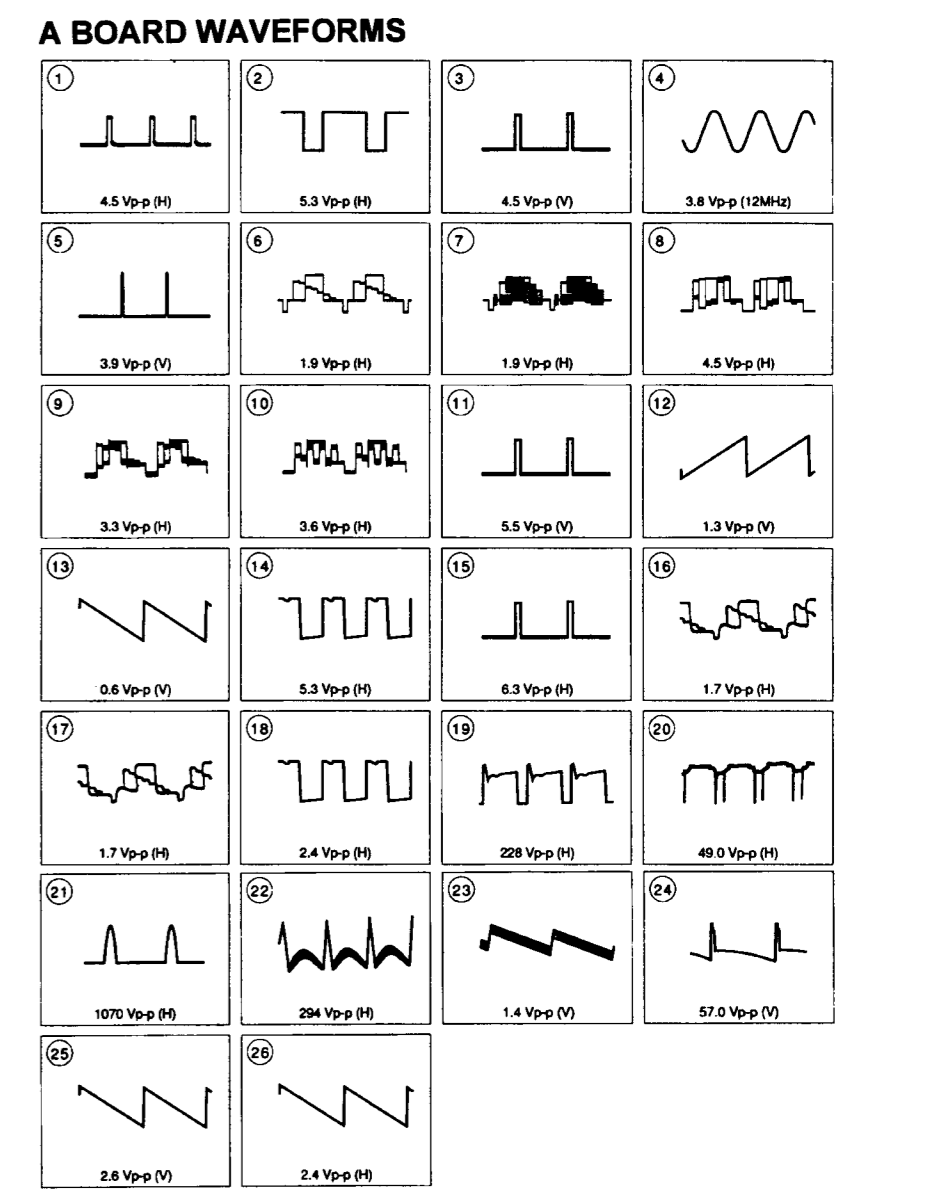 A BOARD WAVEFORMS
1
4.5 Vp-p (H)
2
5.3 Vp-p (H)
3
4.5 Vp-p (V)
4
3.8 Vp-p (12MHz)
5
3.9 Vp-p (V)
6
1.9 Vp-p (H)
7
1.9 Vp-p (H)
8
4.5 Vp-p (H)
9
3.3 Vp-p (H)
10
3.6 Vp-p (H)
11
5.5 Vp-p (V)
12
1.3 Vp-p (V)
13
0.6 Vp-p (V)
14
5.3 Vp-p (H)
15
6.3 Vp-p (H)
16
1.7 Vp-p (H)
17
1.7 Vp-p (H)
18
2.4 Vp-p (H)
19
228 Vp-p (H)
20
49.0 Vp-p (H)
21
1070 Vp-p (H)
22
294 Vp-p (H)
23
1.4 Vp-p (V)
24
57.0 Vp-p (V)
25
2.6 Vp-p (V)
26
2.4 Vp-p (H)